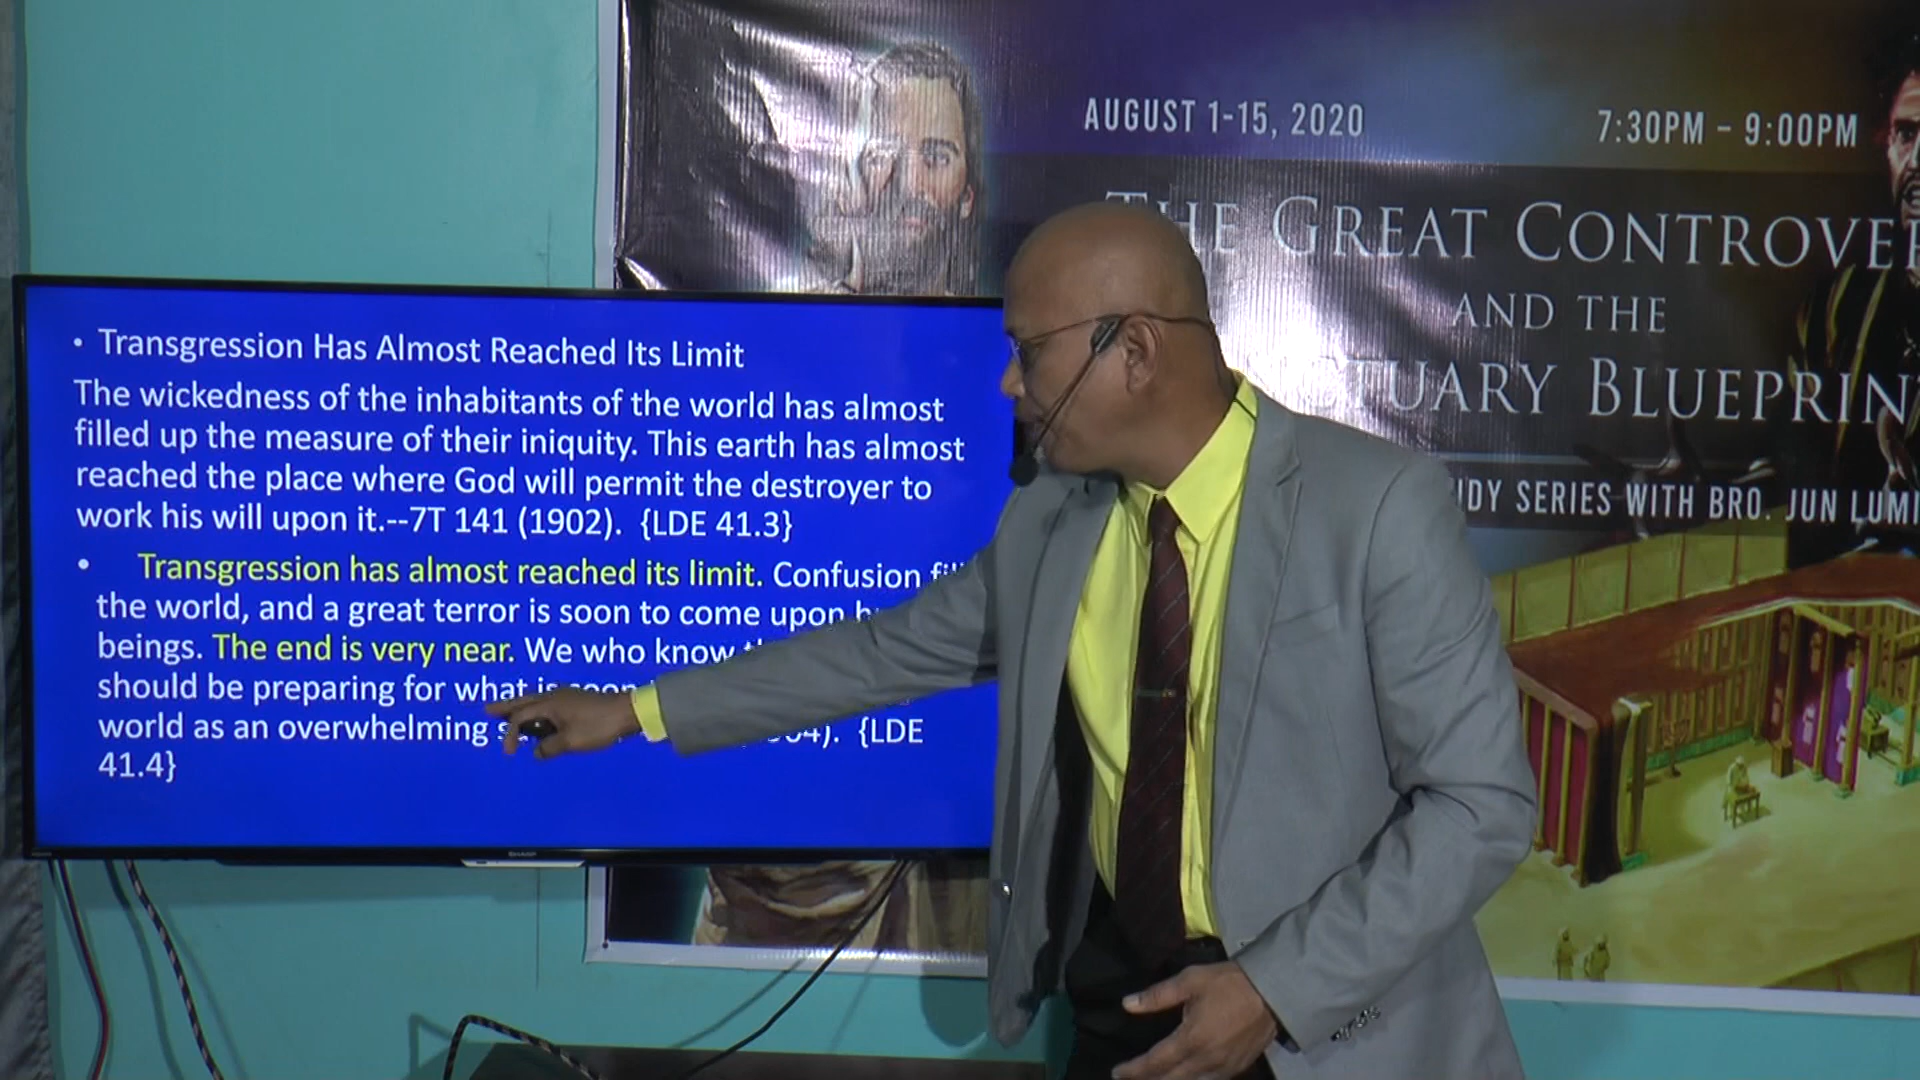 AUGUST 1-15, 2020
7:30PM - 9:00PM
THE GREAT
AND THE
BLUEPRIN
SERIES WITH BRO. JUN
• Transgression Has Almost Reached Its Limit
The wickedness of the inhabitants of the world has almost
filled up the measure of their iniquity. This earth has almost
reached the place where God will permit the destroyer to
work his will upon it.--7T 141 (1902). {LDE 41.3}
• Transgression has almost reached its limit. Confusion
the world, and a great terror is soon to come upon
beings. The end is very near. We who know
should be preparing for what is soon
world as an overwhelming {LDE
41.4}